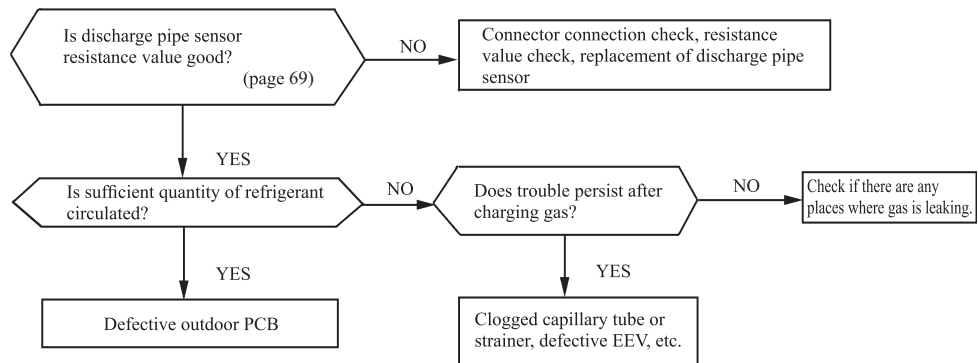 Is discharge pipe sensor
resistance value good?
(page 69)
NO
Connector connection check, resistance
value check, replacement of discharge pipe
sensor
YES
Is sufficient quantity of refrigerant
circulated?
NO
Does trouble persist after
charging gas?
NO
Check if there are any
places where gas is leaking.
YES
Defective outdoor PCB
YES
Clogged capillary tube or
strainer, defective EEV, etc.